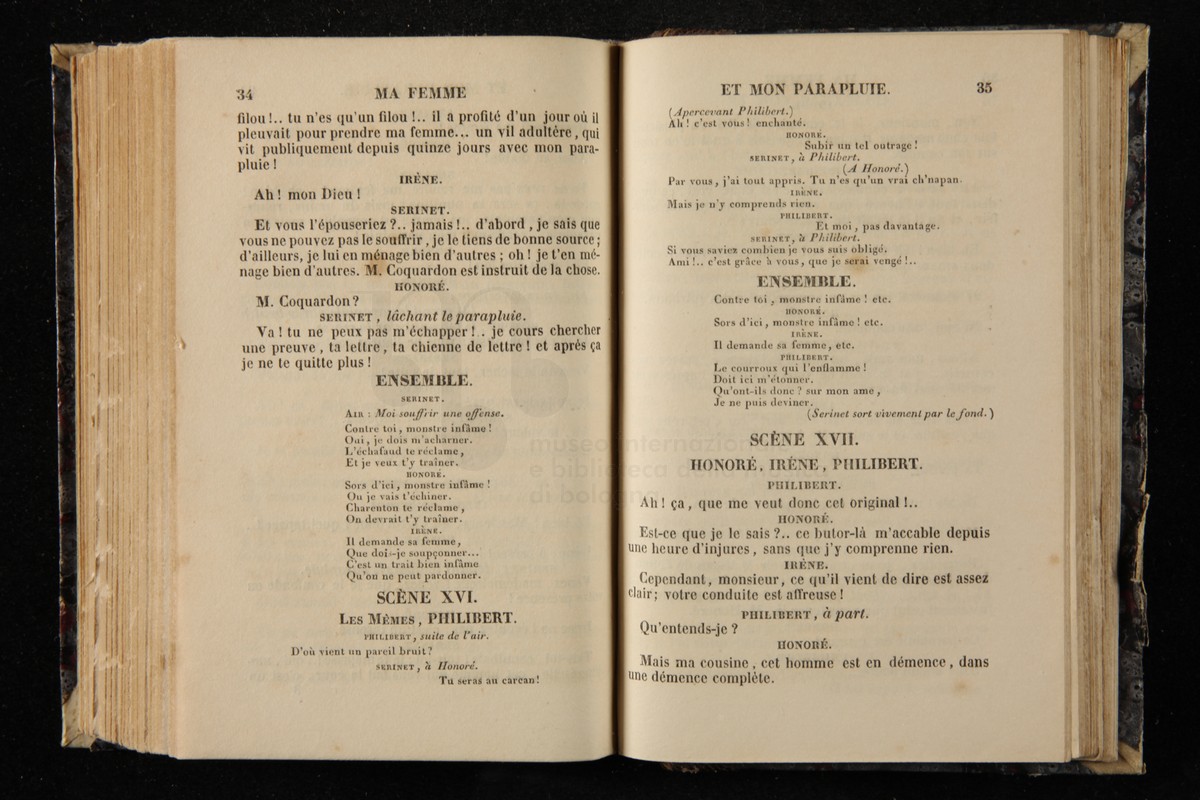 34 MA FEMME
filou !.. tu n'es qu'un filou !.. il a profité d'un jour où il
pleuvait pour prendre ma femme... un vil adultère , qui
vit publiquement depuis quinze jours avec mon para-
pluie !
IRÈNE.
Ah ! mon Dieu !
SERINET.
Et vous l'épouseriez ?.. jamais !.. d'abord , je sais que
vous ne pouvez pas le souffrir , je le tiens de bonne source ;
d'ailleurs, je lui en ménage bien d'autres ; oh ! je t'en mé-
nage bien d'autres. M. Coquardon est instruit de la chose.
HONORÉ.
M. Coquardon ?
SERINET , lâchant le parapluie.
Va ! tu ne peux pas m'échapper ! . je cours chercher
une preuve , ta lettre , ta chienne de lettre ! et après ça
je ne te quitte plus !
ENSEMBLE.
SERINET.
AIR : Moi souffrir une offense.
Contre toi , monstre infâme !
Oui, je dois m'acharner.
L'échafaud te réclame ,
Et je veux t'y traîner.
HONORÉ.
Sors d'ici , monstre infâme !
Ou je vais t'échiner.
Charenton te réclame ,
On devrait t'y traîner.
IRÈNE.
Il demande sa femme,
Que dois-je soupçonner...
C'est un trait bien infâme
Qu'on ne peut pardonner.
SCÈNE XVI.
LES MÊMES , PHILIBERT.
PHILIBERT , suite de l'air.
D'où vient un pareil bruit?
SERINET , à Honoré.
Tu seras au carcan!
ET MON PARAPLUIE. 35
(Apercevant Philibert.)
Ah ! c'est vous ! enchanté.
HONORÉ.
Subir un tel outrage !
SERINET , à Philibert.
(A Honoré.)
Par vous , j'ai tout appris. Tu n'es qu'un vrai ch'napan.
IRÈNE.
Mais je n'y comprends rien.
PHILIBERT.
Et moi , pas davantage.
SERINET , à Philibert.
Si vous saviez combien je vous suis obligé.
Ami !.. c'est grâce à vous , que je serai vengé !..
ENSEMBLE.
Contre toi , monstre infâme ! etc.
HONORÉ.
Sors d'ici , monstre infâme ! etc.
IRÈNE.
Il demande sa femme, etc.
PHILIBERT.
Le courroux qui l'enflamme !
Doit ici m'étonner.
Qu'ont-ils donc ? sur mon ame ,
Je ne puis deviner.
(Serinet sort vivement par le fond. )
SCÈNE XVII.
HONORÉ, IRÈNE , PHILIBERT.
PHILIBERT.
Ah ! ça , que me veut donc cet original !..
HONORÉ.
Est-ce que je le sais ?.. ce butor-là m'accable depuis
une heure d'injures , sans que j'y comprenne rien.
IRÈNE.
Cependant, monsieur, ce qu'il vient de dire est assez
clair ; votre conduite est affreuse !
PHILIBERT , à part.
Qu'entends-je ?
HONORÉ.
Mais ma cousine , cet homme est en démence , dans
une démence complète.
museo internazionale
e biblioteca della musica
di bologna